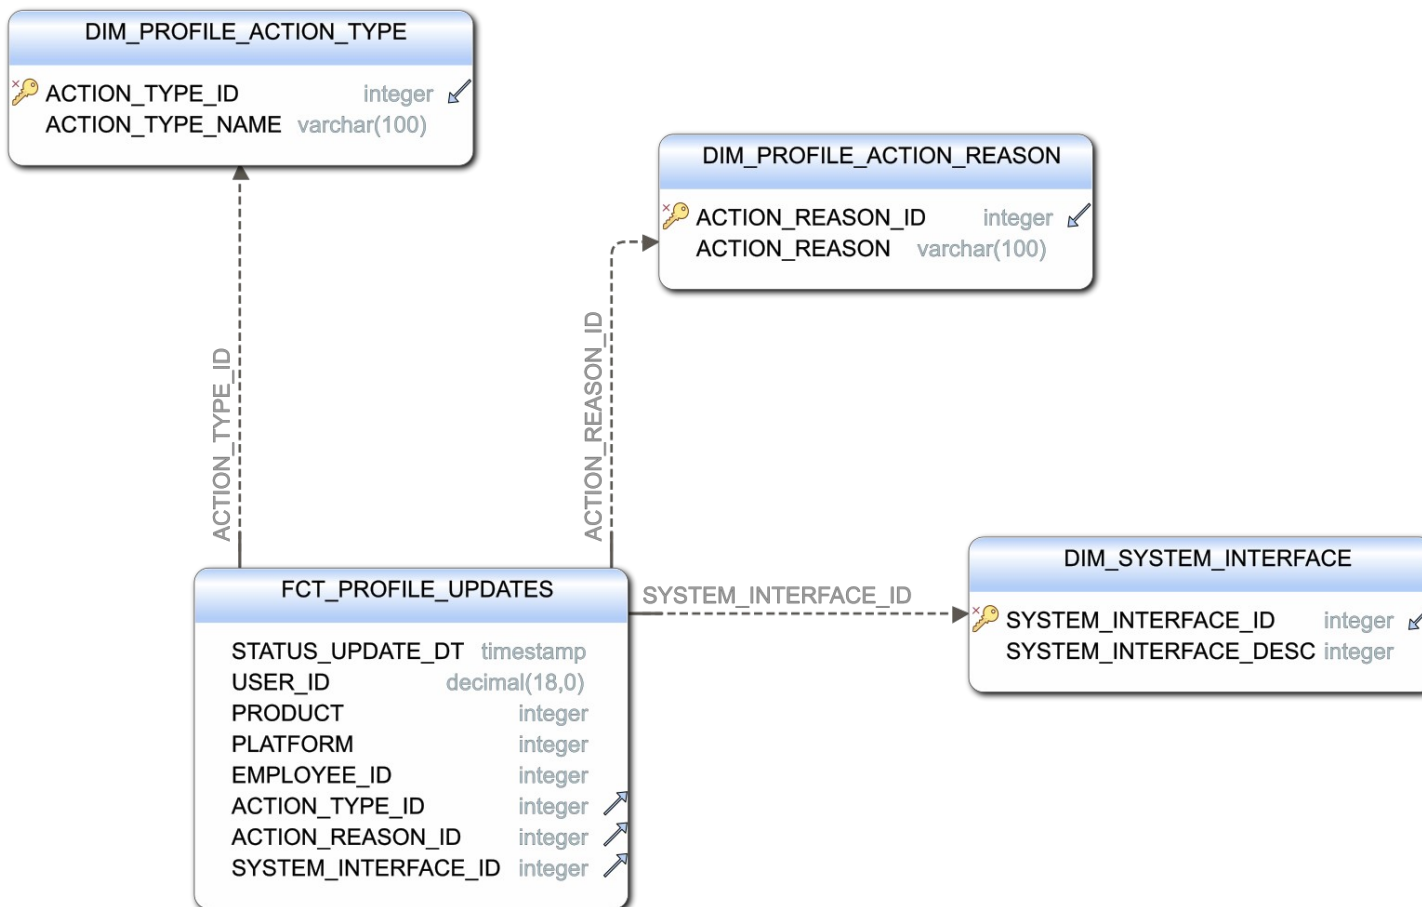 DIM_PROFILE_ACTION_TYPE
ACTION_TYPE_ID integer
ACTION_TYPE_NAME varchar(100)
DIM_PROFILE_ACTION_REASON
ACTION_REASON_ID integer
ACTION_REASON varchar(100)
ACTION_TYPE_ID
ACTION_REASON_ID
FCT_PROFILE_UPDATES
STATUS_UPDATE_DT timestamp
USER_ID decimal(18,0)
PRODUCT integer
PLATFORM integer
EMPLOYEE_ID integer
ACTION_TYPE_ID integer
ACTION_REASON_ID integer
SYSTEM_INTERFACE_ID integer
SYSTEM_INTERFACE_ID
DIM_SYSTEM_INTERFACE
SYSTEM_INTERFACE_ID integer
SYSTEM_INTERFACE_DESC integer